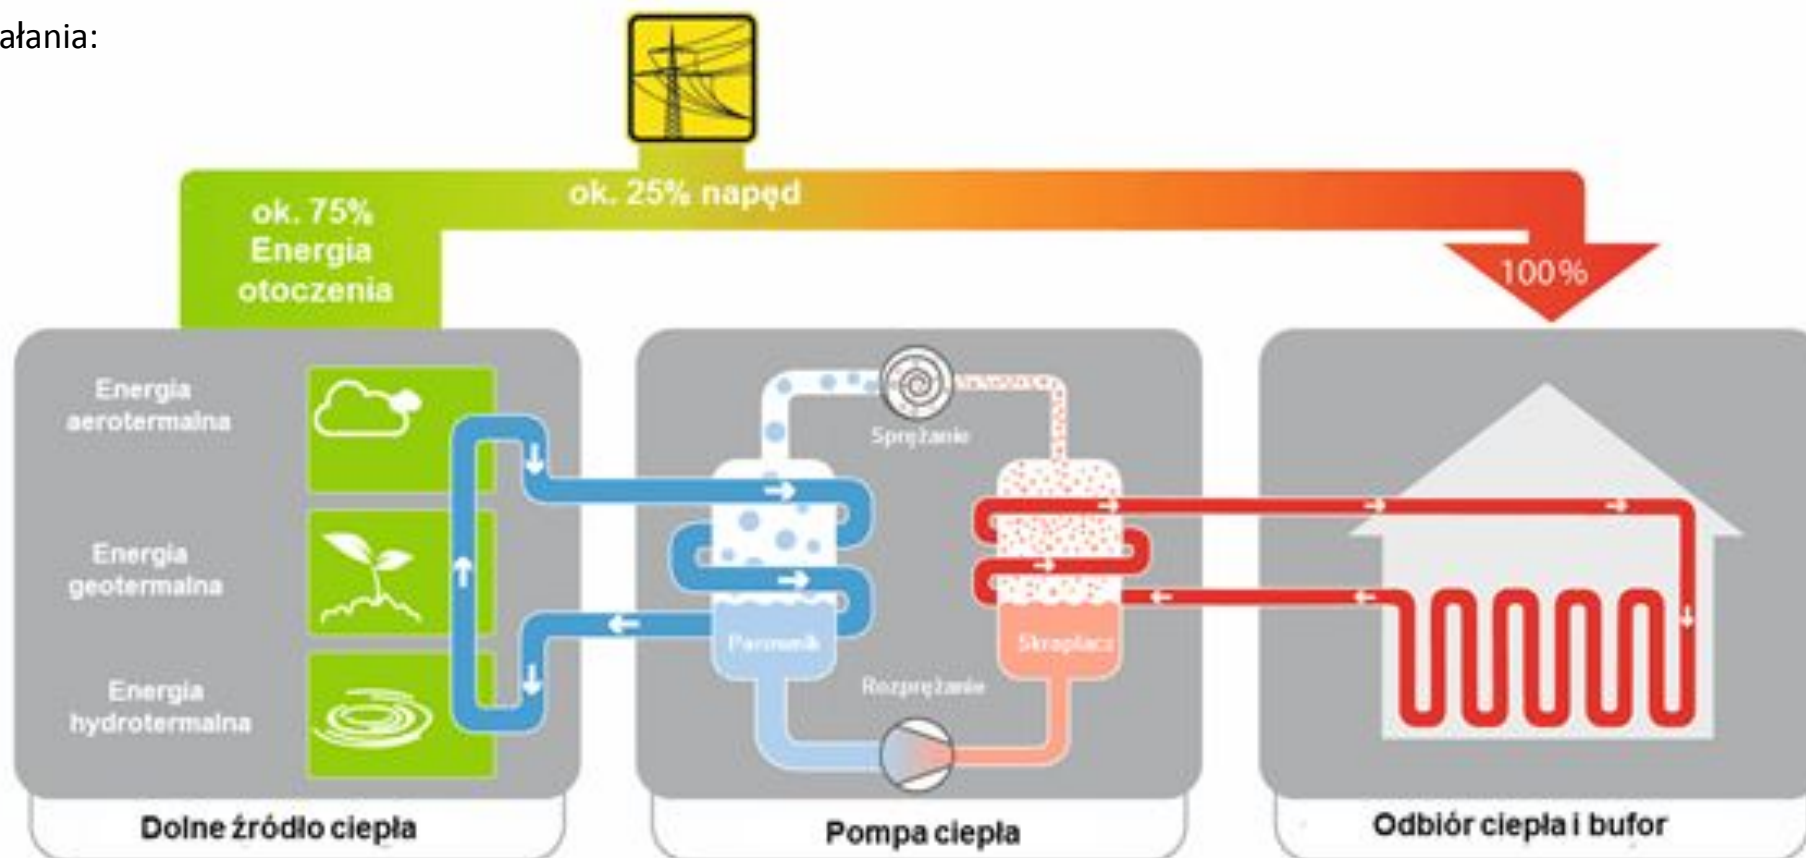 ałania:
ok. 75%
Energia
otoczenia
ok. 25% napęd
100%
Energia
aerotermalna
Energia
geotermalna
Energia
hydrotermalna
Sprężanie
Parownik
Skraplacz
Rozprężanie
Dolne źródło ciepła
Pompa ciepła
Odbiór ciepła i bufor